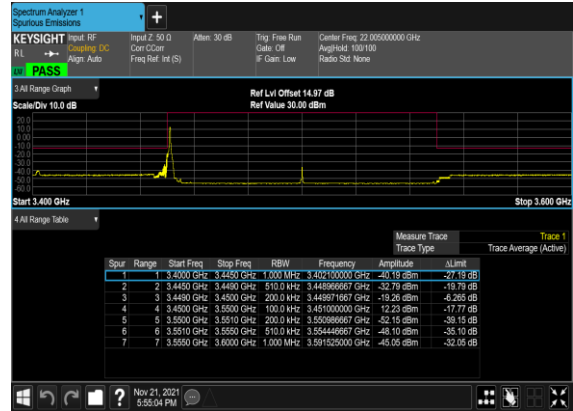 Spectrum Analyzer 1
Spurious Emissions
KEYSIGHT Input: RF Input Z: 50 Ω Atten: 30 dB Trig: Free Run Center Freq: 22.005000000 GHz
RL Coupling: DC Corr CCorr Gate: Off Avg|Hold: 100/100
Align: Auto Freq Ref: Int (S) IF Gain: Low Radio Std: None
PASS
3 All Range Graph
Ref Lvl Offset 14.97 dB
Scale/Div 10.0 dB Ref Value 30.00 dBm
20.0
10.0
0.00
-10.0
-20.0
-30.0
-40.0
-50.0
-60.0
Start 3.400 GHz Stop 3.600 GHz
4 All Range Table
Measure Trace Trace 1
Trace Type Trace Average (Active)
Spur Range Start Freq Stop Freq RBW Frequency Amplitude ΔLimit
1 1 3.4000 GHz 3.4450 GHz 1.000 MHz 3.402100000 GHz -40.19 dBm -27.19 dB
2 2 3.4450 GHz 3.4490 GHz 510.0 kHz 3.448966667 GHz -32.79 dBm -19.79 dB
3 3 3.4490 GHz 3.4500 GHz 200.0 kHz 3.449971667 GHz -19.26 dBm -6.265 dB
4 4 3.4500 GHz 3.5500 GHz 100.0 kHz 3.451000000 GHz 12.23 dBm -17.77 dB
5 5 3.5500 GHz 3.5510 GHz 200.0 kHz 3.550986667 GHz -52.15 dBm -39.15 dB
6 6 3.5510 GHz 3.5550 GHz 510.0 kHz 3.554446667 GHz -48.10 dBm -35.10 dB
7 7 3.5550 GHz 3.6000 GHz 1.000 MHz 3.591525000 GHz -45.05 dBm -32.05 dB
Nov 21, 2021
5:55:04 PM